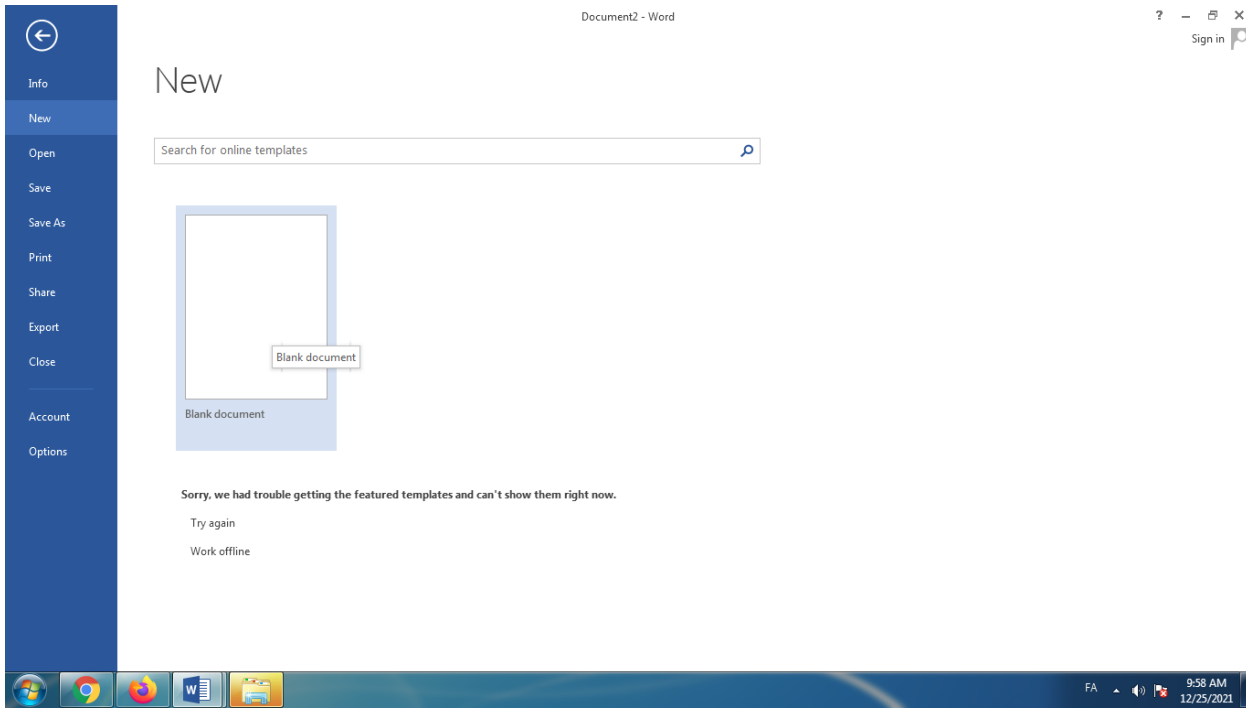 Document2 - Word
?
Sign in
Info
New
Open
Save
Save As
Print
Share
Export
Close
Account
Options
New
Search for online templates
Blank document
Blank document
Sorry, we had trouble getting the featured templates and can't show them right now.
Try again
Work offline
W
FA
9:58 AM
12/25/2021